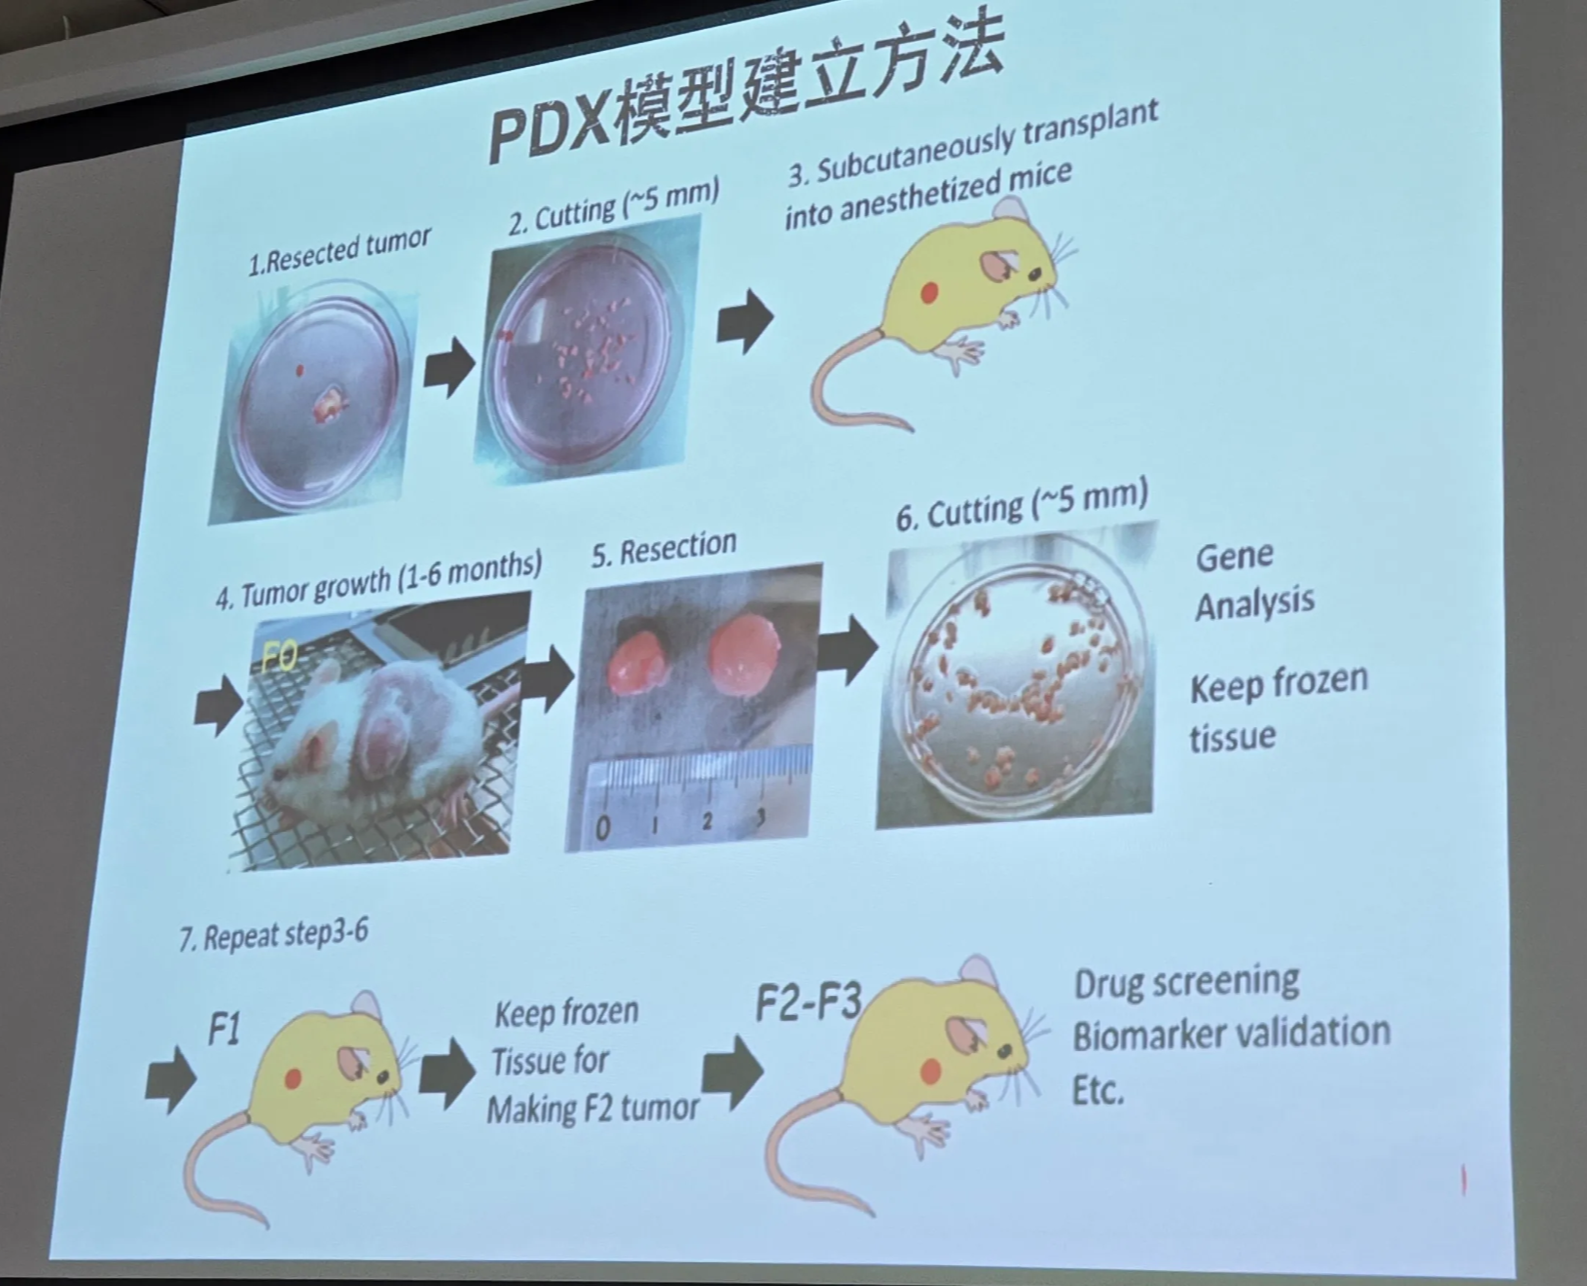 PDX模型建立方法
1.Resected tumor
2. Cutting (~5 mm)
3. Subcutaneously transplant
into anesthetized mice
4. Tumor growth (1-6 months)
F0
5. Resection
0 1 2 3
6. Cutting (~5 mm)
Gene
Analysis
Keep frozen
tissue
7. Repeat step3-6
F1
Keep frozen
Tissue for
Making F2 tumor
F2-F3
Drug screening
Biomarker validation
Etc.